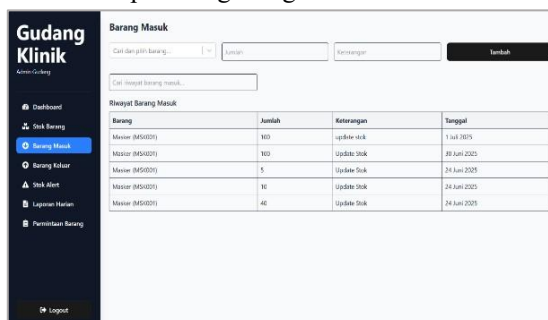 Gudang
Klinik
Admin Gudang
Dashboard
Stok Barang
Barang Masuk
Barang Keluar
Stok Alert
Laporan Harian
Permintaan Barang
Logout
Barang Masuk
Cari dan pilih barang...
Jumlah
Keterangan
Tambah
Cari riwayat barang masuk...
Riwayat Barang Masuk
Barang Jumlah Keterangan Tanggal
Masker (MSK001) 100 update stok 1 Juli 2025
Masker (MSK001) 100 Update Stok 30 Juni 2025
Masker (MSK001) 5 Update Stok 24 Juni 2025
Masker (MSK001) 10 Update Stok 24 Juni 2025
Masker (MSK001) 40 Update Stok 24 Juni 2025